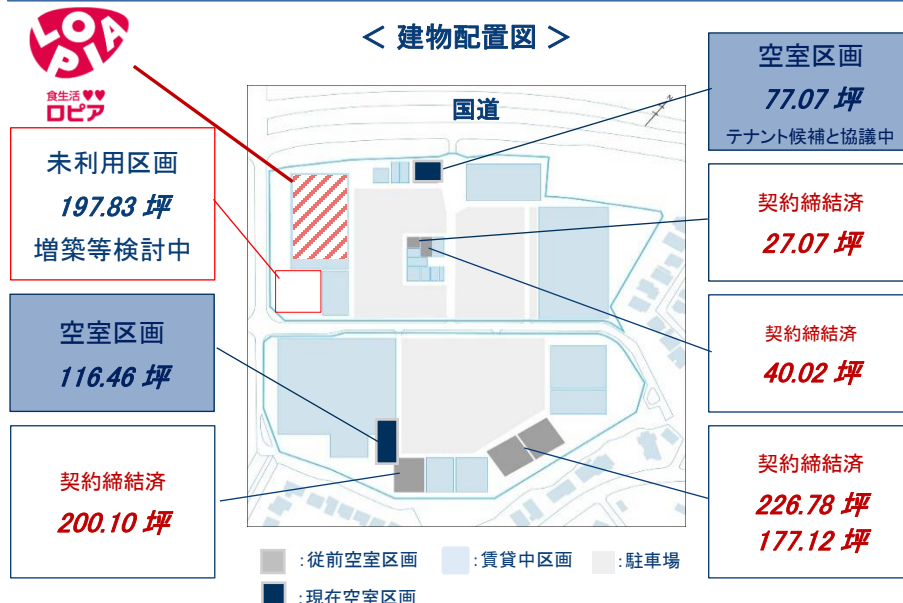 LOPIA
食生活♥♥
ロピア
＜ 建物配置図 ＞
国道
空室区画
77.07 坪
テナント候補と協議中
未利用区画
197.83 坪
増築等検討中
契約締結済
27.07 坪
空室区画
116.46 坪
契約締結済
40.02 坪
契約締結済
200.10 坪
契約締結済
226.78 坪
177.12 坪
:従前空室区画
:賃貸中区画
:駐車場
:現在空室区画